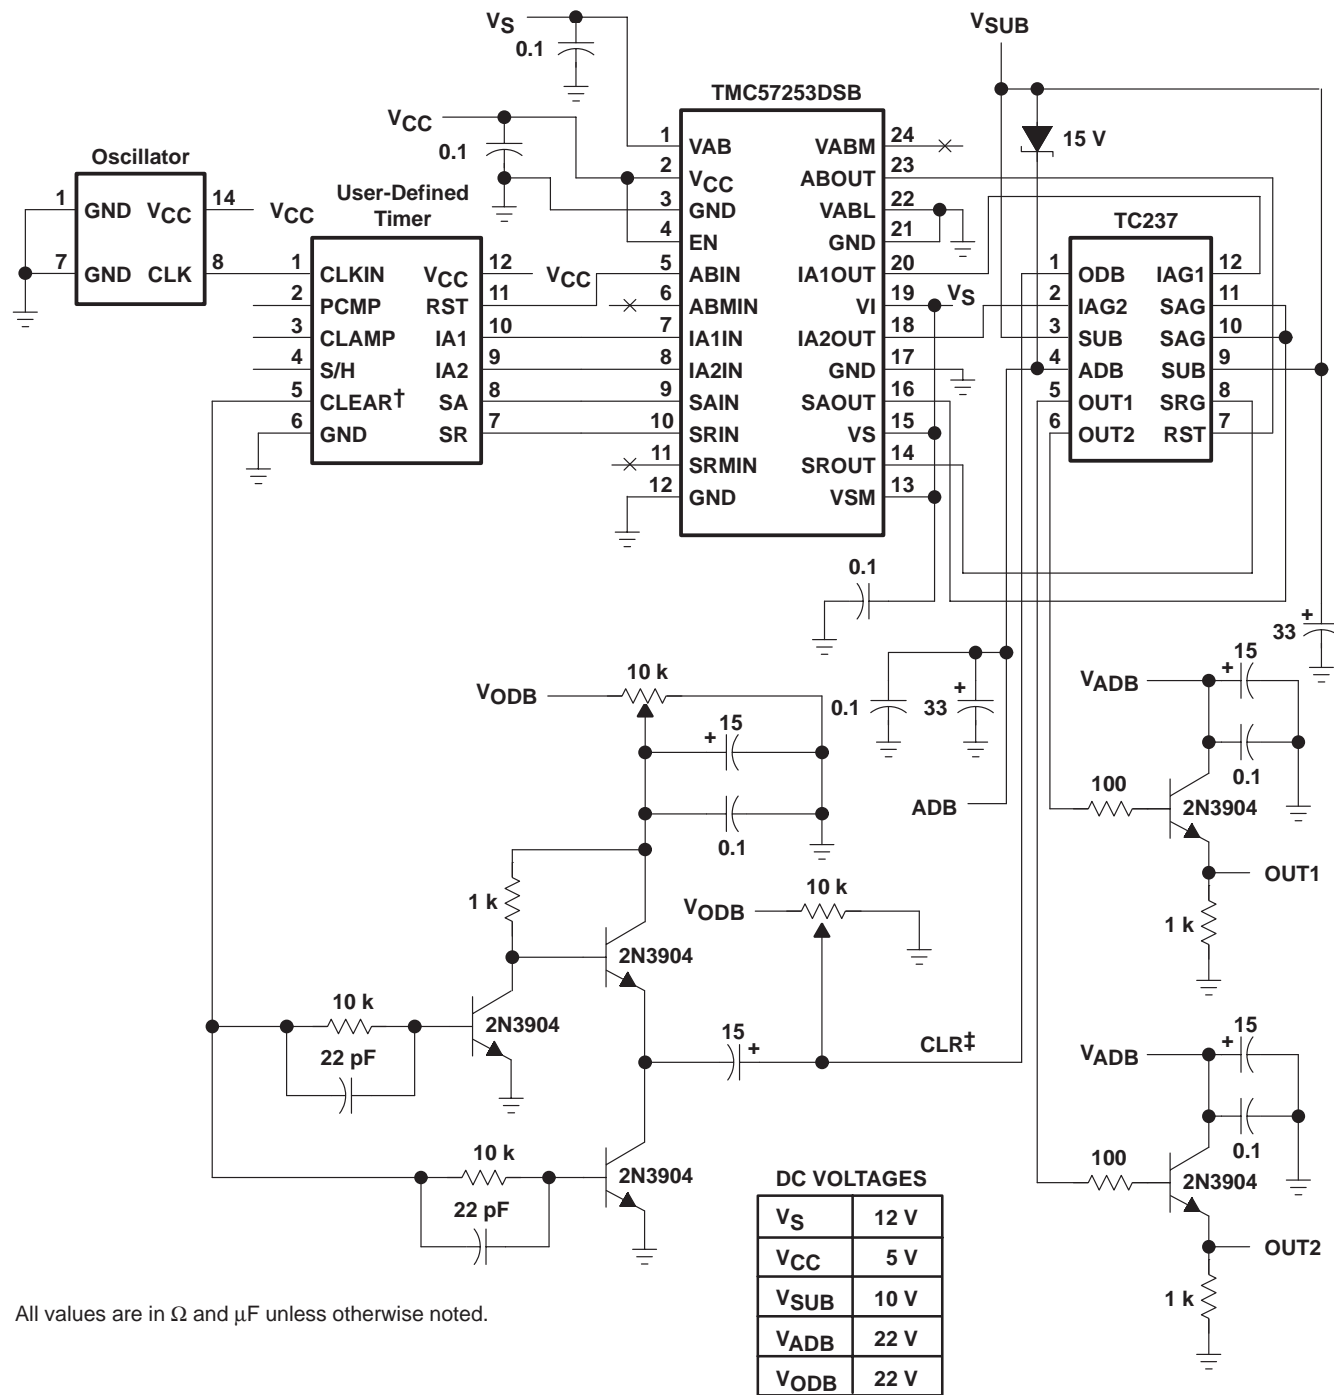 VS
0.1
VSUB
TMC57253DSB
VCC
0.1
15 V
Oscillator
1 GND VCC 14 VCC
7 GND CLK 8
User-Defined
Timer
1 CLKIN VCC 12 VCC
2 PCMP RST 11
3 CLAMP IA1 10
4 S/H IA2 9
5 CLEAR† SA 8
6 GND SR 7
1 VAB VABM 24
2 VCC ABOUT 23
3 GND VABL 22
4 EN GND 21
5 ABIN IA1OUT 20
6 ABMIN VI 19 VS
7 IA1IN IA2OUT 18
8 IA2IN GND 17
9 SAIN SAOUT 16
10 SRIN VS 15
11 SRMIN SROUT 14
12 GND VSM 13
TC237
1 ODB IAG1 12
2 IAG2 SAG 11
3 SUB SAG 10
4 ADB SUB 9
5 OUT1 SRG 8
6 OUT2 RST 7
0.1
33 +
VODB 10 k
+ 15
0.1
0.1
33 +
ADB
VADB + 15
0.1
100
2N3904
OUT1
1 k
1 k
2N3904
VODB 10 k
10 k
2N3904
22 pF
15 +
CLR‡
10 k
2N3904
22 pF
VADB + 15
0.1
100
2N3904
OUT2
1 k
DC VOLTAGES
VS 12 V
VCC 5 V
VSUB 10 V
VADB 22 V
VODB 22 V
All values are in Ω and μF unless otherwise noted.